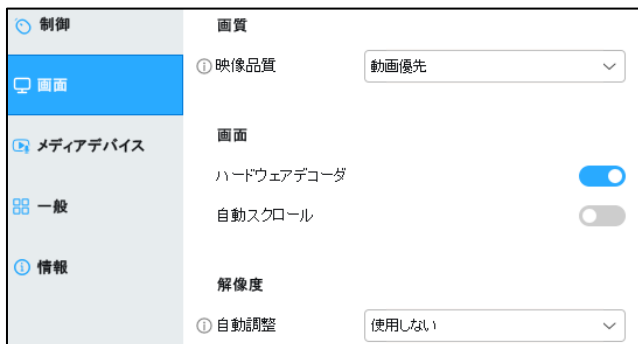 制御
画面
メディアデバイス
一般
情報
画質
映像品質 動画優先
画面
ハードウェアデコーダ
自動スクロール
解像度
自動調整 使用しない